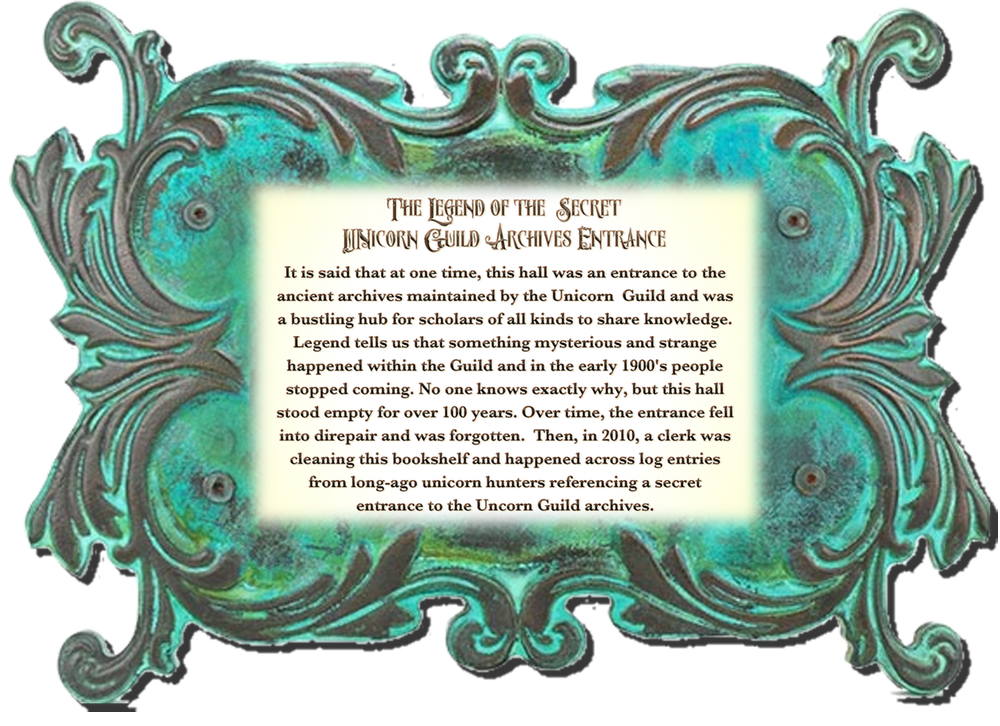 The Legend of the Secret
Unicorn Guild Archives Entrance
It is said that at one time, this hall was an entrance to the
ancient archives maintained by the Unicorn Guild and was
a bustling hub for scholars of all kinds to share knowledge.
Legend tells us that something mysterious and strange
happened within the Guild and in the early 1900's people
stopped coming. No one knows exactly why, but this hall
stood empty for over 100 years. Over time, the entrance fell
into direpair and was forgotten. Then, in 2010, a clerk was
cleaning this bookshelf and happened across log entries
from long-ago unicorn hunters referencing a secret
entrance to the Uncorn Guild archives.